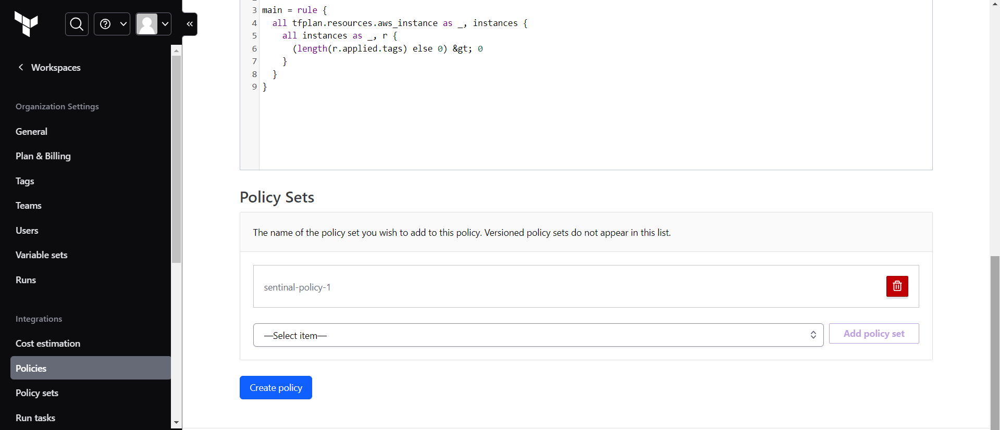 Workspaces
Organization Settings
General
Plan & Billing
Tags
Teams
Users
Variable sets
Runs
Integrations
Cost estimation
Policies
Policy sets
Run tasks
3 main = rule {
4 all tfplan.resources.aws_instance as _, instances {
5 all instances as _, r {
6 (length(r.applied.tags) else 0) &gt; 0
7 }
8 }
9 }
Policy Sets
The name of the policy set you wish to add to this policy. Versioned policy sets do not appear in this list.
sentinal-policy-1
—Select item—
Add policy set
Create policy